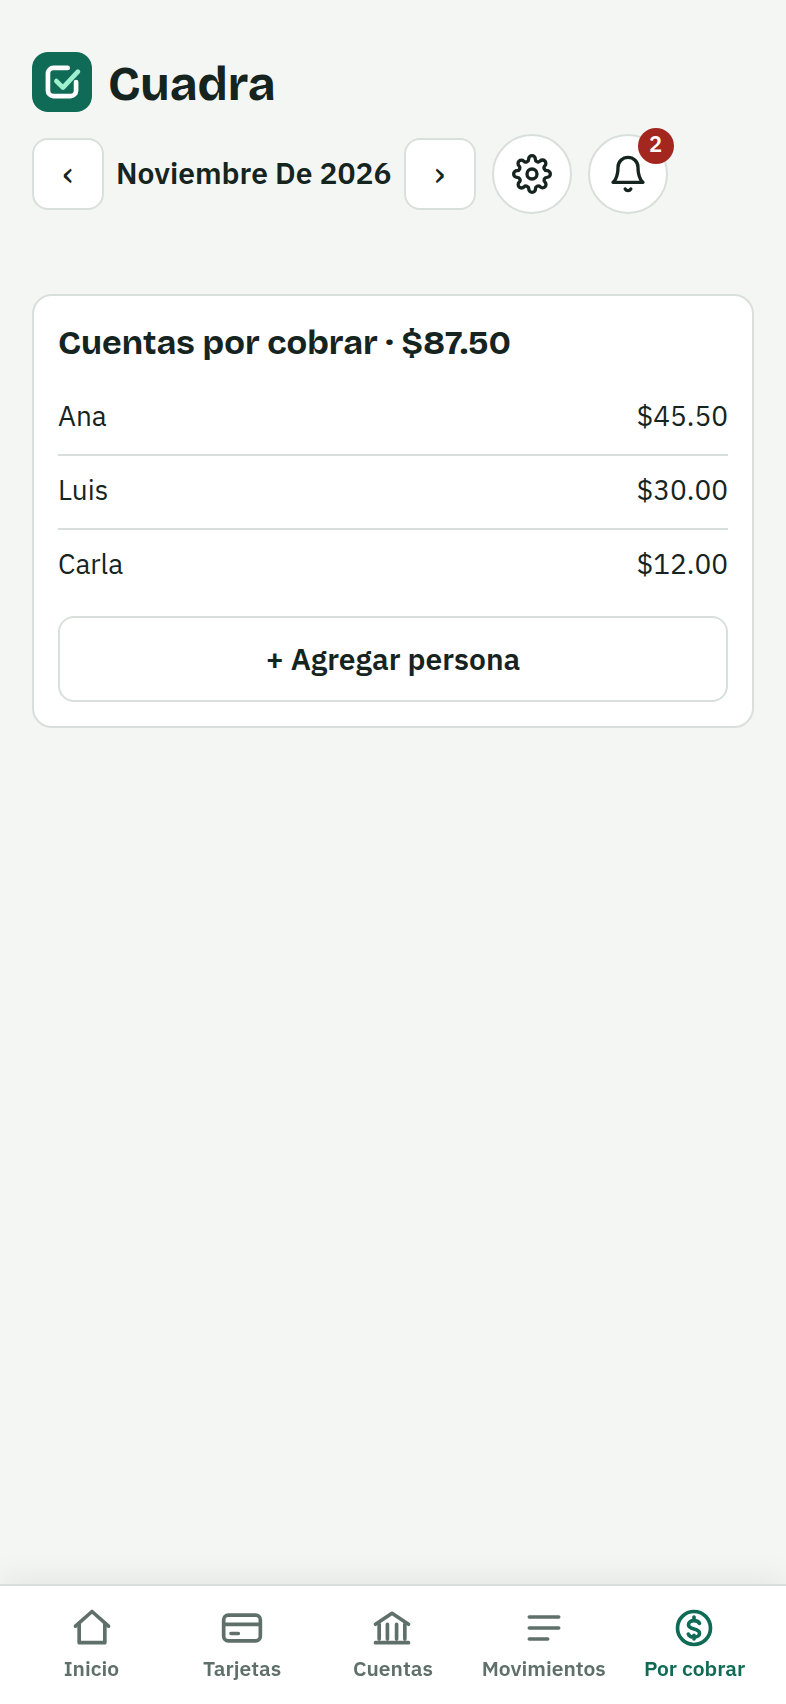 Cuadra
‹ Noviembre De 2026 › 2
Cuentas por cobrar · $87.50
Ana $45.50
Luis $30.00
Carla $12.00
+ Agregar persona
Inicio Tarjetas Cuentas Movimientos Por cobrar